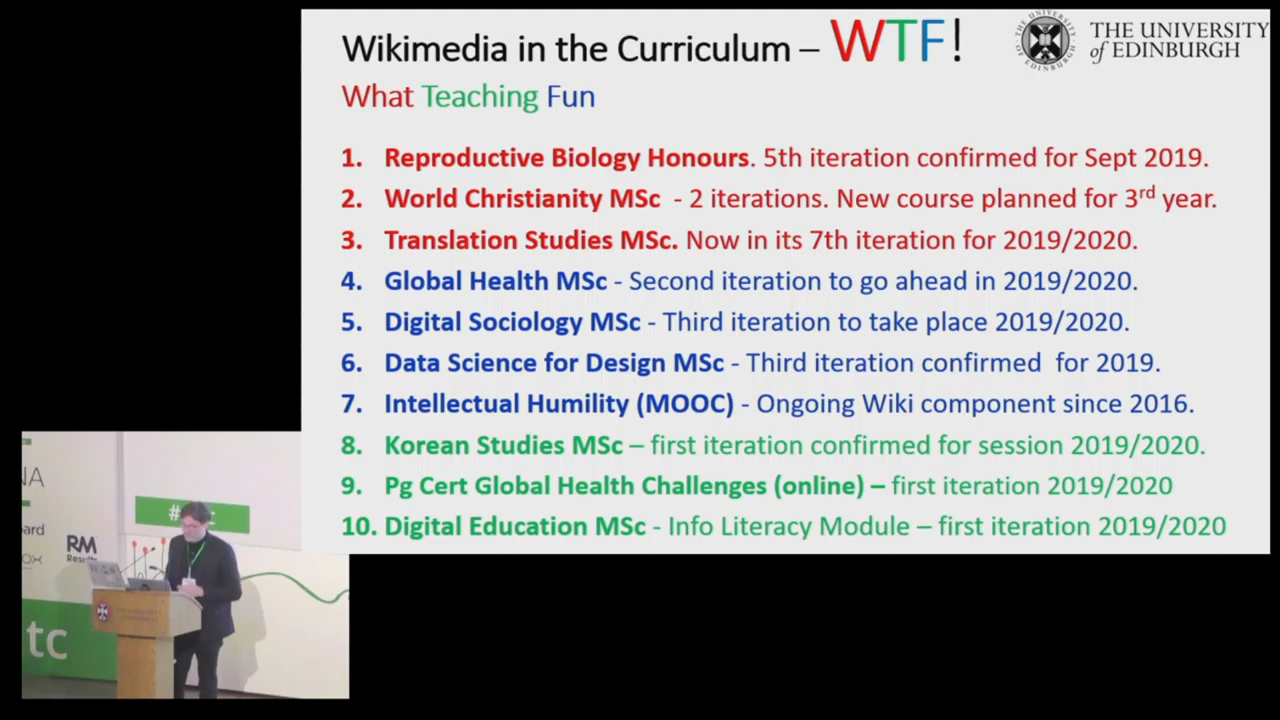 Wikimedia in the Curriculum – WTF!
THE UNIVERSITY
of EDINBURGH
What Teaching Fun
1. Reproductive Biology Honours. 5th iteration confirmed for Sept 2019.
2. World Christianity MSc - 2 iterations. New course planned for 3rd year.
3. Translation Studies MSc. Now in its 7th iteration for 2019/2020.
4. Global Health MSc - Second iteration to go ahead in 2019/2020.
5. Digital Sociology MSc - Third iteration to take place 2019/2020.
6. Data Science for Design MSc - Third iteration confirmed for 2019.
7. Intellectual Humility (MOOC) - Ongoing Wiki component since 2016.
8. Korean Studies MSc – first iteration confirmed for session 2019/2020.
9. Pg Cert Global Health Challenges (online) – first iteration 2019/2020
10. Digital Education MSc - Info Literacy Module – first iteration 2019/2020
RM
tc